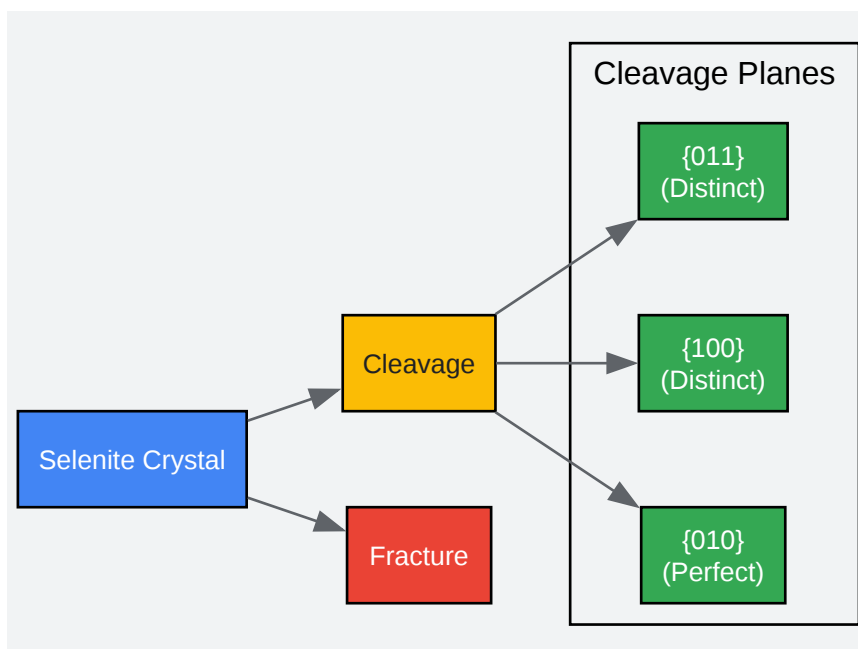 Cleavage Planes
{011}
(Distinct)
{100}
(Distinct)
Cleavage
Selenite Crystal
{010}
(Perfect)
Fracture